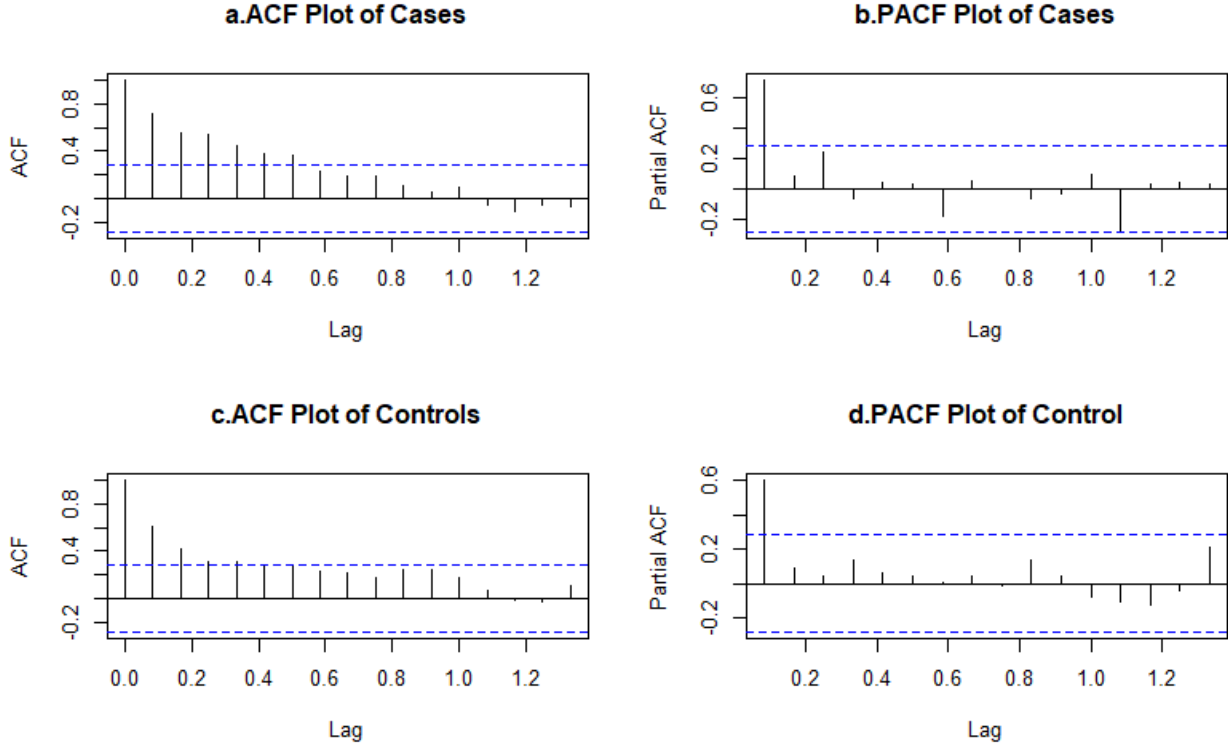 a.ACF Plot of Cases
ACF
0.8
0.4
-0.2
0.0 0.2 0.4 0.6 0.8 1.0 1.2
Lag
b.PACF Plot of Cases
Partial ACF
0.6
0.2
-0.2
0.2 0.4 0.6 0.8 1.0 1.2
Lag
c.ACF Plot of Controls
ACF
0.8
0.4
-0.2
0.0 0.2 0.4 0.6 0.8 1.0 1.2
Lag
d.PACF Plot of Control
Partial ACF
0.6
0.2
-0.2
0.2 0.4 0.6 0.8 1.0 1.2
Lag